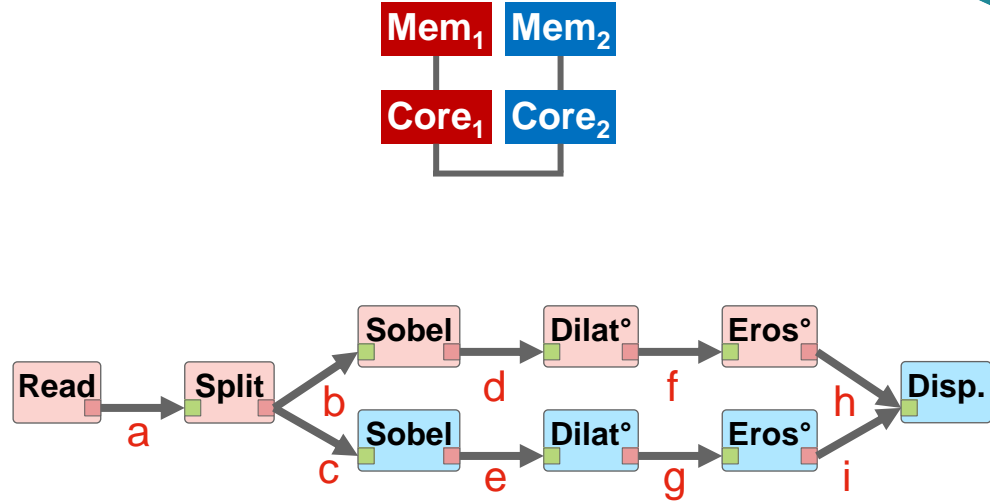 Mem₁ Mem₂
Core₁ Core₂
Sobel Dilat° Eros°
Read Split Disp.
a b d f h
Sobel Dilat° Eros°
c e g i